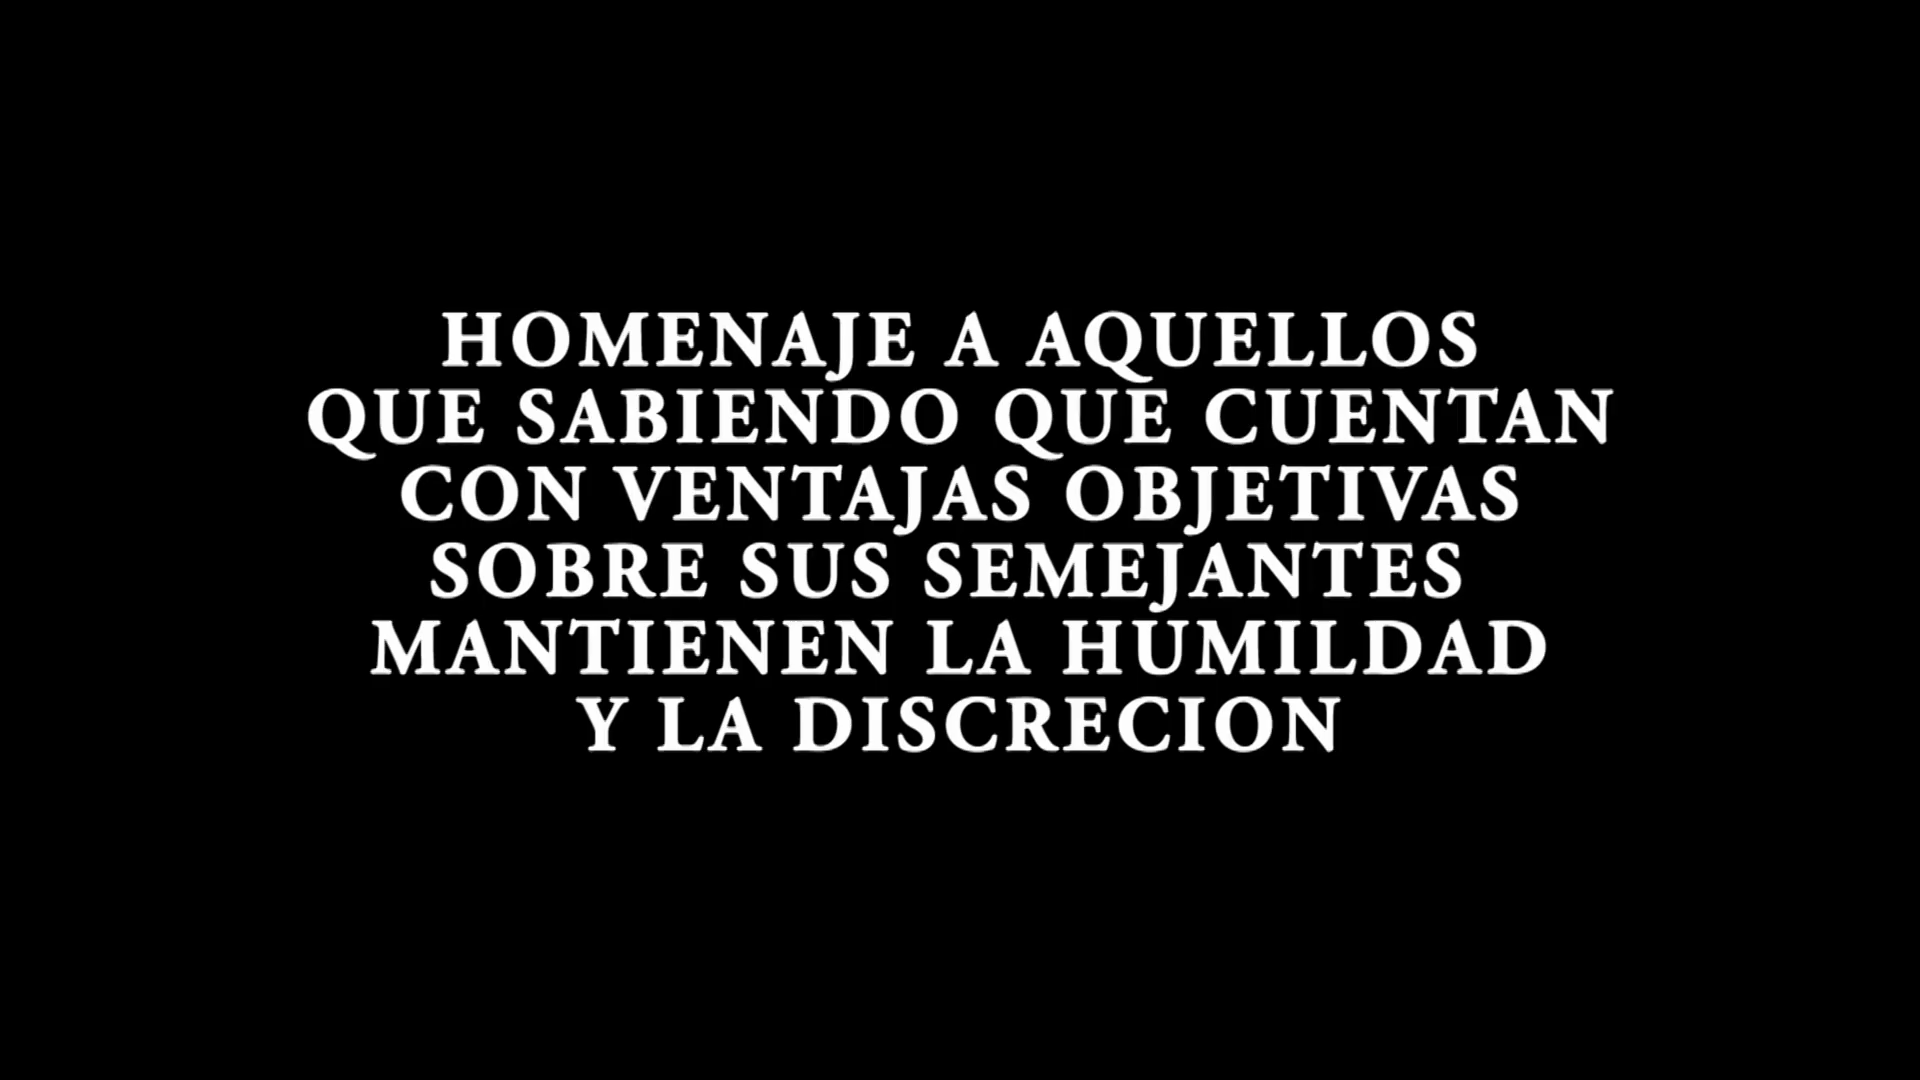 HOMENAJE A AQUELLOS
QUE SABIENDO QUE CUENTAN
CON VENTAJAS OBJETIVAS
SOBRE SUS SEMEJANTES
MANTIENEN LA HUMILDAD
Y LA DISCRECION